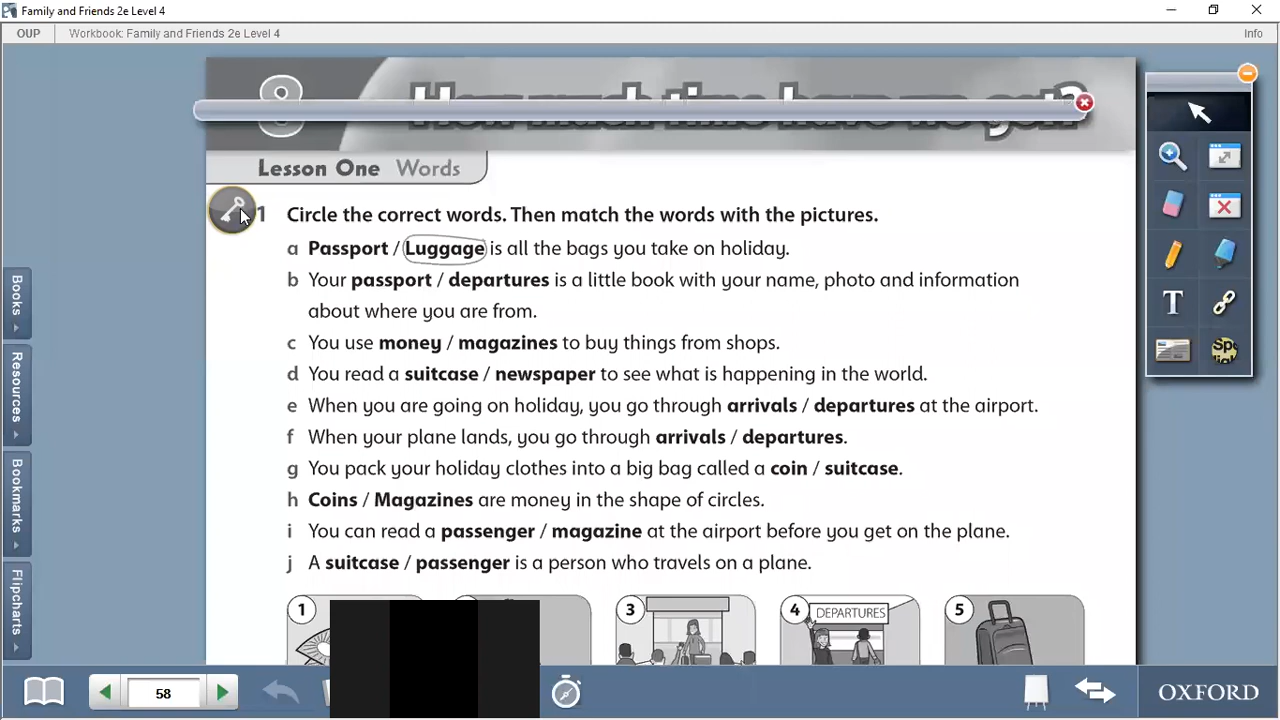 Family and Friends 2e Level 4
OUP Workbook: Family and Friends 2e Level 4 Info
8 How much time have we got?
Lesson One Words
1 Circle the correct words. Then match the words with the pictures.
a Passport / Luggage is all the bags you take on holiday.
b Your passport / departures is a little book with your name, photo and information
about where you are from.
c You use money / magazines to buy things from shops.
d You read a suitcase / newspaper to see what is happening in the world.
e When you are going on holiday, you go through arrivals / departures at the airport.
f When your plane lands, you go through arrivals / departures.
g You pack your holiday clothes into a big bag called a coin / suitcase.
h Coins / Magazines are money in the shape of circles.
i You can read a passenger / magazine at the airport before you get on the plane.
j A suitcase / passenger is a person who travels on a plane.
1 3 4 DEPARTURES 5
Books
Resources
Bookmarks
Flipcharts
T
58
OXFORD